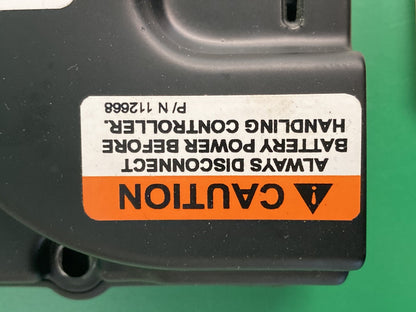 CAUTION
ALWAYS DISCONNECT
BATTERY POWER BEFORE
HANDLING CONTROLLER.
P/N 112668